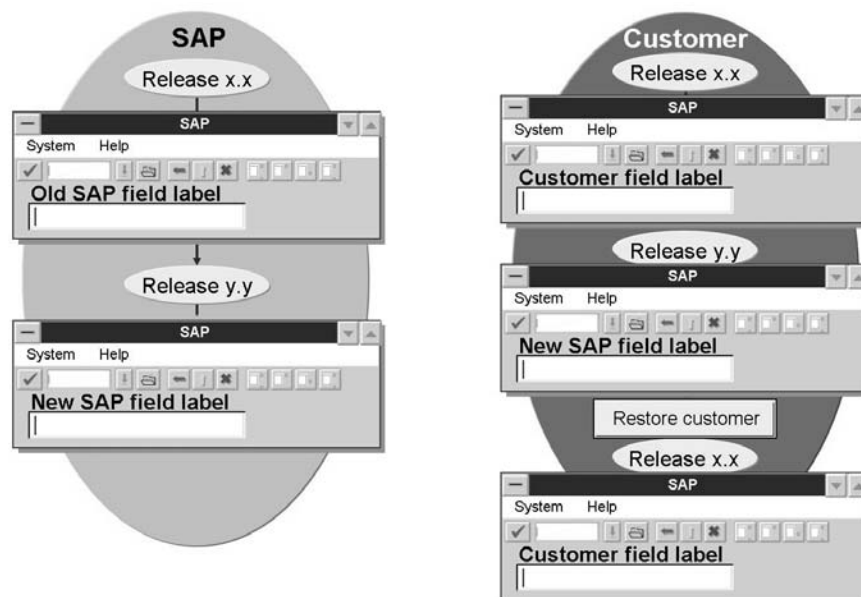 SAP
Release x.x
SAP
System Help
Old SAP field label
Release y.y
SAP
System Help
New SAP field label
Customer
Release x.x
SAP
System Help
Customer field label
Release y.y
SAP
System Help
New SAP field label
Restore customer
Release x.x
SAP
System Help
Customer field label